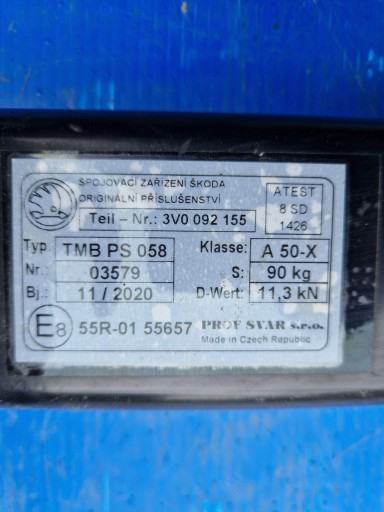 SPOJOVACÍ ZAŘÍZENÍ ŠKODA
ORIGINÁLNÍ PŘÍSLUŠENSTVÍ
Teil – Nr.: 3V0 092 155
ATEST
8 SD
1426
Typ: TMB PS 058 Klasse: A 50-X
Nr.: 03579 S: 90 kg
Bj.: 11 / 2020 D-Wert: 11,3 kN
E8 55R-01 55657 PROF SVAR s.r.o.
Made in Czech Republic